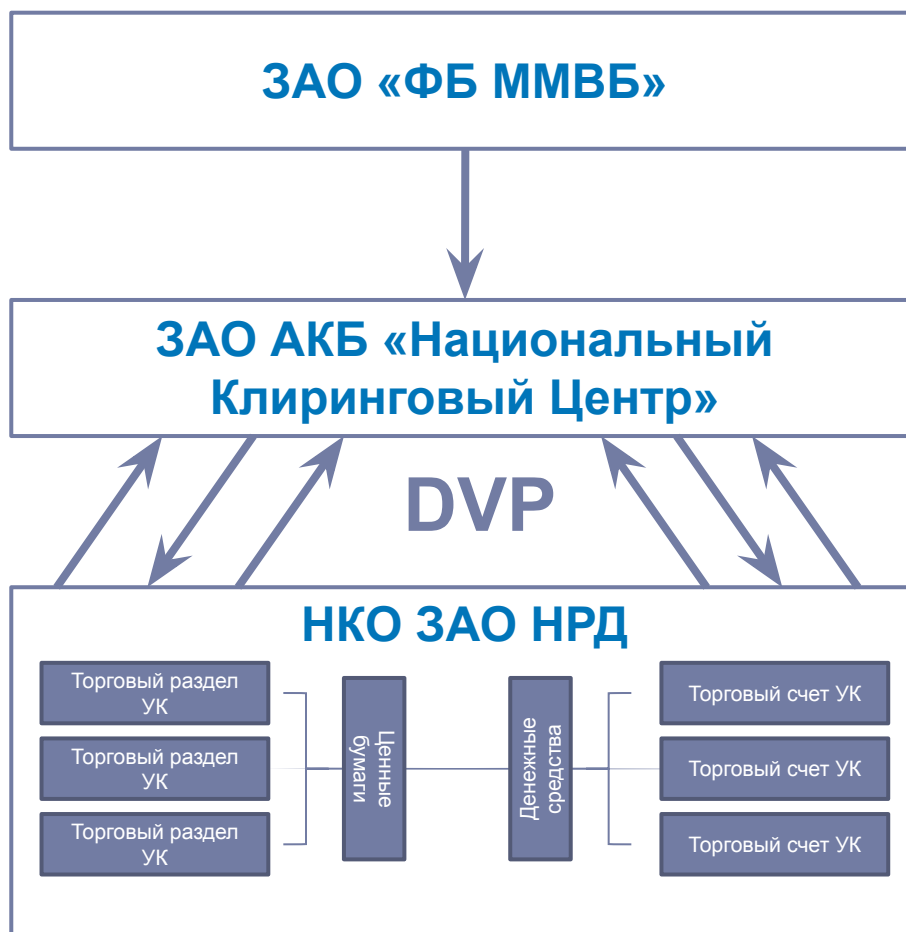 ЗАО «ФБ ММВБ»
ЗАО АКБ «Национальный
Клиринговый Центр»
DVP
НКО ЗАО НРД
Торговый раздел
УК
Торговый раздел
УК
Торговый раздел
УК
Ценные
бумаги
Денежные
средства
Торговый счет УК
Торговый счет УК
Торговый счет УК